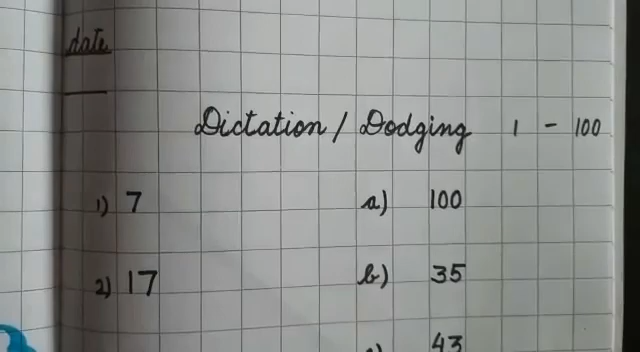 date
Dictation / Dodging 1 - 100
1) 7 a) 100
2) 17 b) 35
43